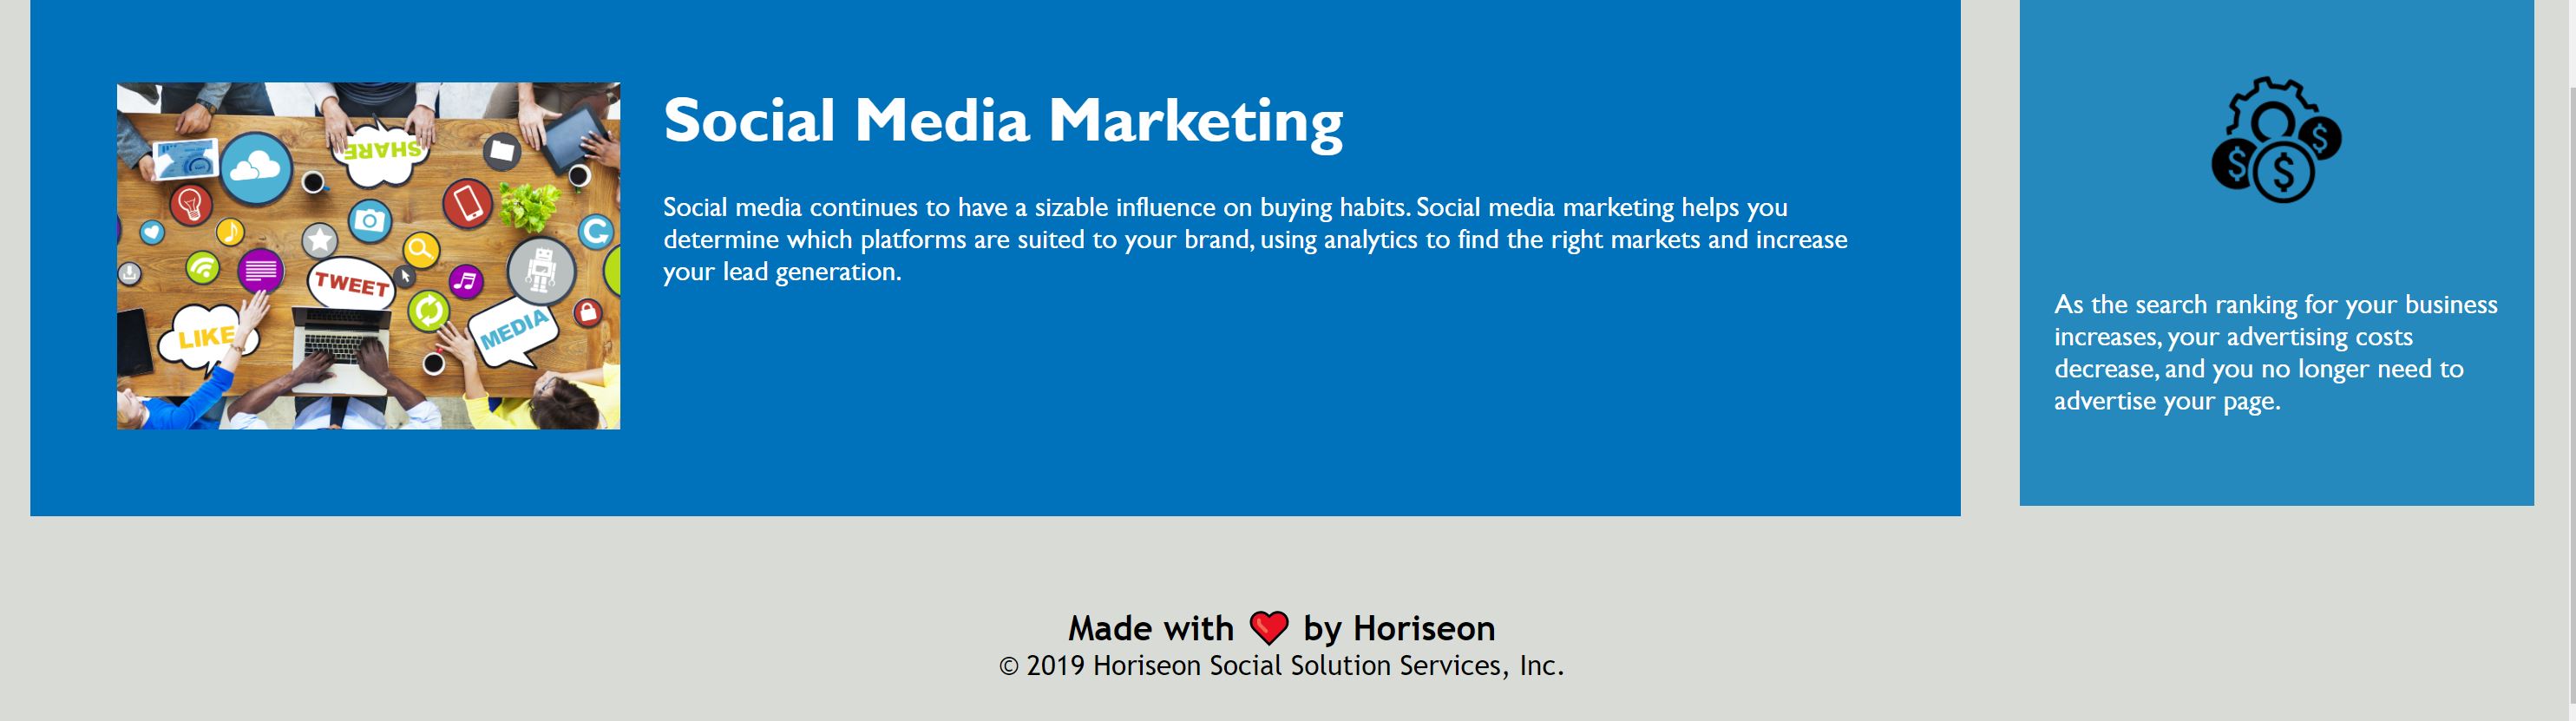 SHARE
TWEET
LIKE
MEDIA
Social Media Marketing
Social media continues to have a sizable influence on buying habits. Social media marketing helps you
determine which platforms are suited to your brand, using analytics to find the right markets and increase
your lead generation.
$ $ $
As the search ranking for your business
increases, your advertising costs
decrease, and you no longer need to
advertise your page.
Made with ❤ by Horiseon
© 2019 Horiseon Social Solution Services, Inc.